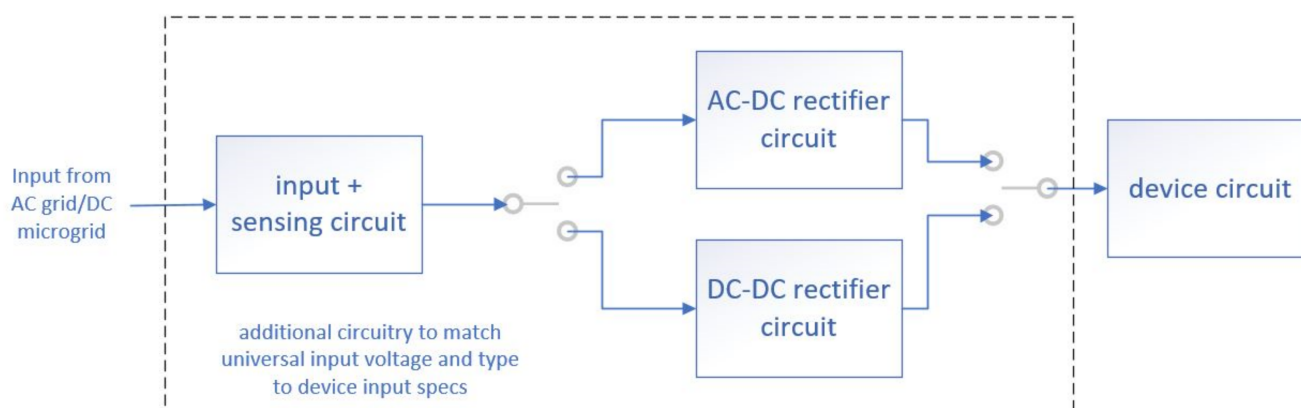 Input from
AC grid/DC
microgrid
input +
sensing circuit
AC-DC rectifier
circuit
DC-DC rectifier
circuit
device circuit
additional circuitry to match
universal input voltage and type
to device input specs